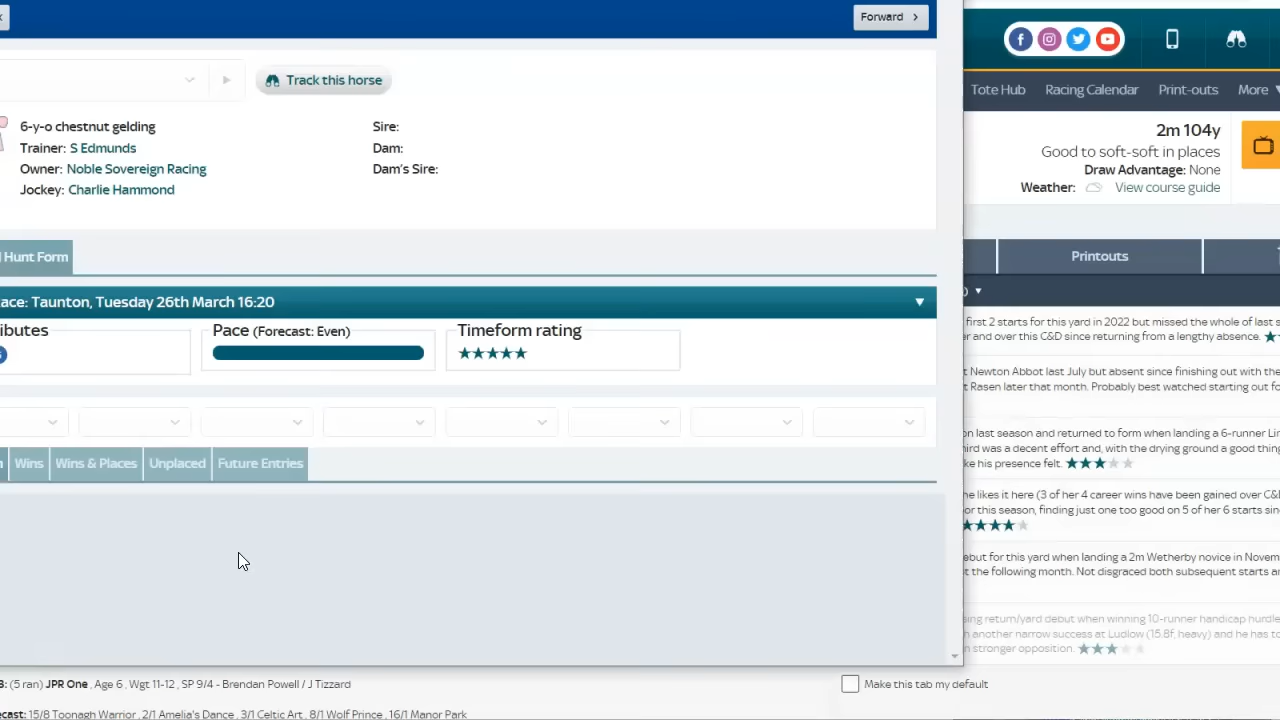 Forward >
Track this horse
6-y-o chestnut gelding
Trainer: S Edmunds
Owner: Noble Sovereign Racing
Jockey: Charlie Hammond
Sire:
Dam:
Dam's Sire:
Hunt Form
ace: Taunton, Tuesday 26th March 16:20
ibutes
Pace (Forecast: Even)
Timeform rating
★★★★★
Wins
Wins & Places
Unplaced
Future Entries
Tote Hub
Racing Calendar
Print-outs
More
2m 104y
Good to soft-soft in places
Draw Advantage: None
Weather:
View course guide
Printouts
first 2 starts for this yard in 2022 but missed the whole of last s
r and over this C&D since returning from a lengthy absence.
t Newton Abbot last July but absent since finishing out with the
t Rasen later that month. Probably best watched starting out fo
on last season and returned to form when landing a 6-runner Lin
hird was a decent effort and, with the drying ground a good thing
ke his presence felt. ★★★★★
he likes it here (3 of her 4 career wins have been gained over C&D
or this season, finding just one too good on 5 of her 6 starts sin
★★★★★
ebut for this yard when landing a 2m Wetherby novice in Novem
t the following month. Not disgraced both subsequent starts a
sing return/yard debut when winning 10-runner handicap hurdle
n another narrow success at Ludlow (15.8f, heavy) and he has to
n stronger opposition. ★★★★★
3: (5 ran) JPR One , Age 6 , Wgt 11-12 , SP 9/4 - Brendan Powell / J Tizzard
Make this tab my default
ecast: 15/8 Toonagh Warrior , 2/1 Amelia's Dance , 3/1 Celtic Art , 8/1 Wolf Prince , 16/1 Manor Park